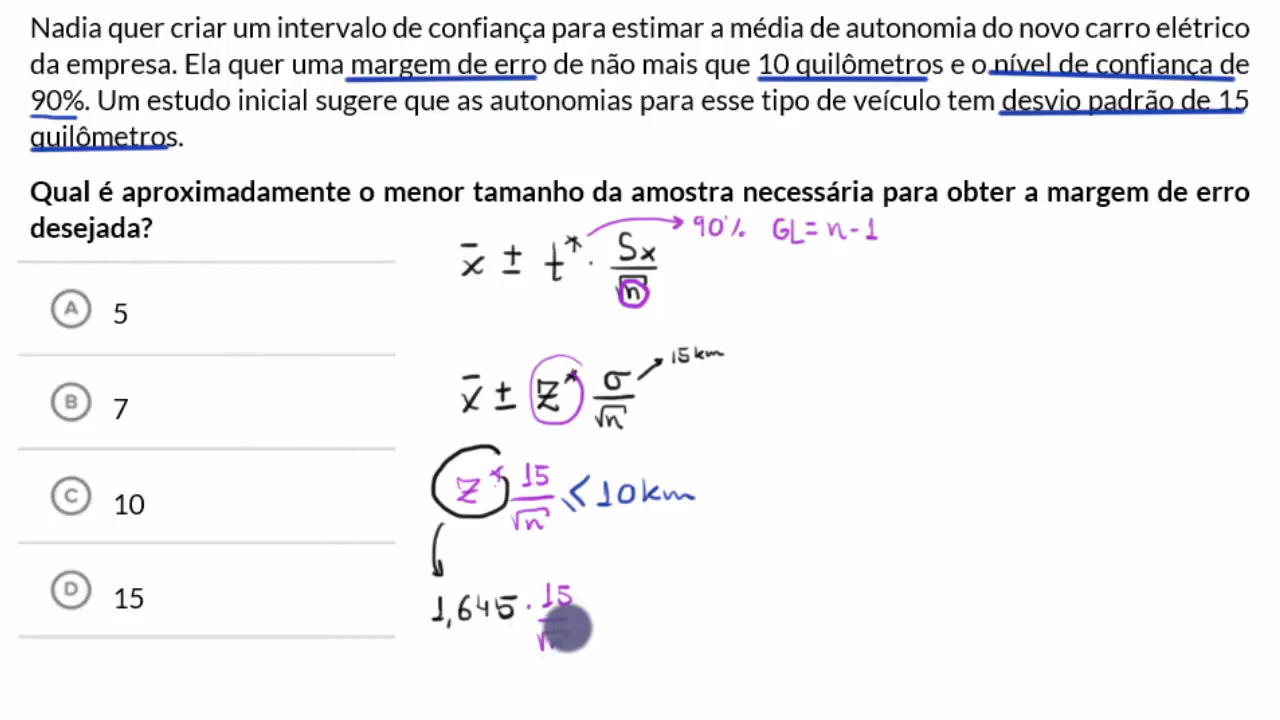 Nadia quer criar um intervalo de confiança para estimar a média de autonomia do novo carro elétrico
da empresa. Ela quer uma margem de erro de não mais que 10 quilômetros e o nível de confiança de
90%. Um estudo inicial sugere que as autonomias para esse tipo de veículo tem desvio padrão de 15
quilômetros.
Qual é aproximadamente o menor tamanho da amostra necessária para obter a margem de erro
desejada?
x̄ ± t* · Sx/√n → 90% GL = n - 1
A 5
B 7
C 10
D 15
x̄ ± Z* σ/√n → 15 km
Z* 15/√n ≤ 10 km
1,645 · 15/√n